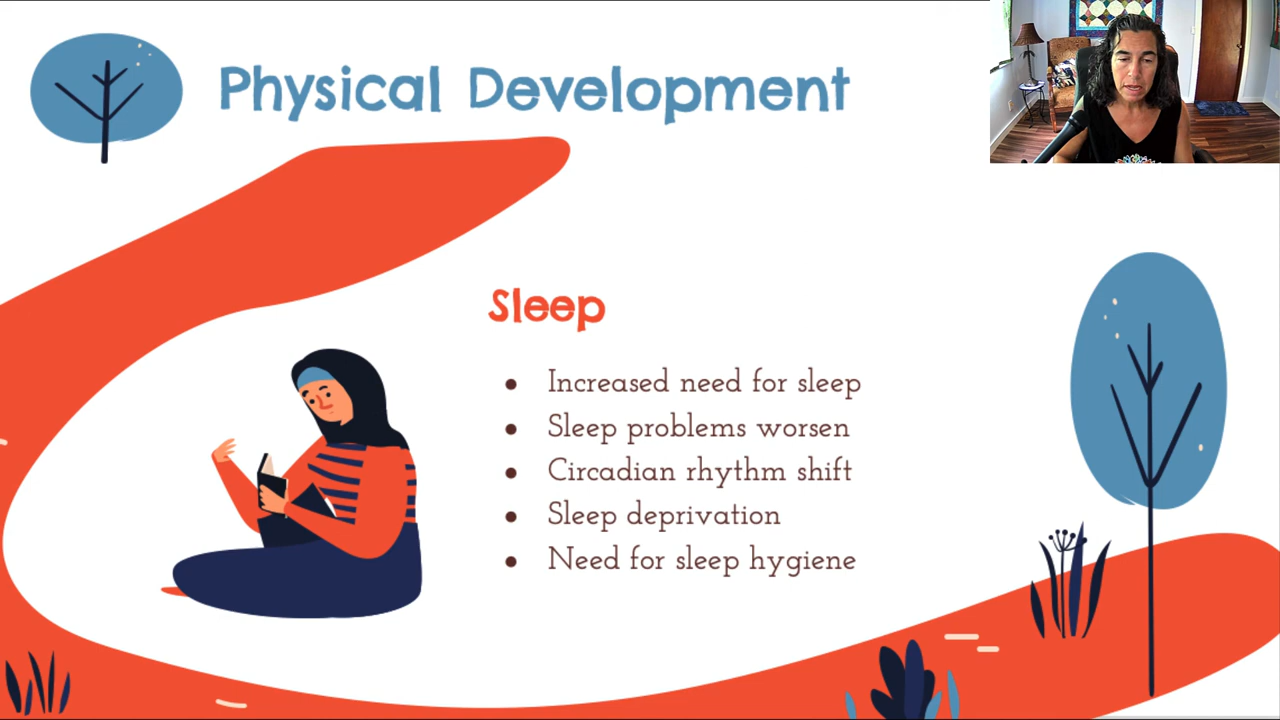 Physical Development
Sleep
● Increased need for sleep
● Sleep problems worsen
● Circadian rhythm shift
● Sleep deprivation
● Need for sleep hygiene